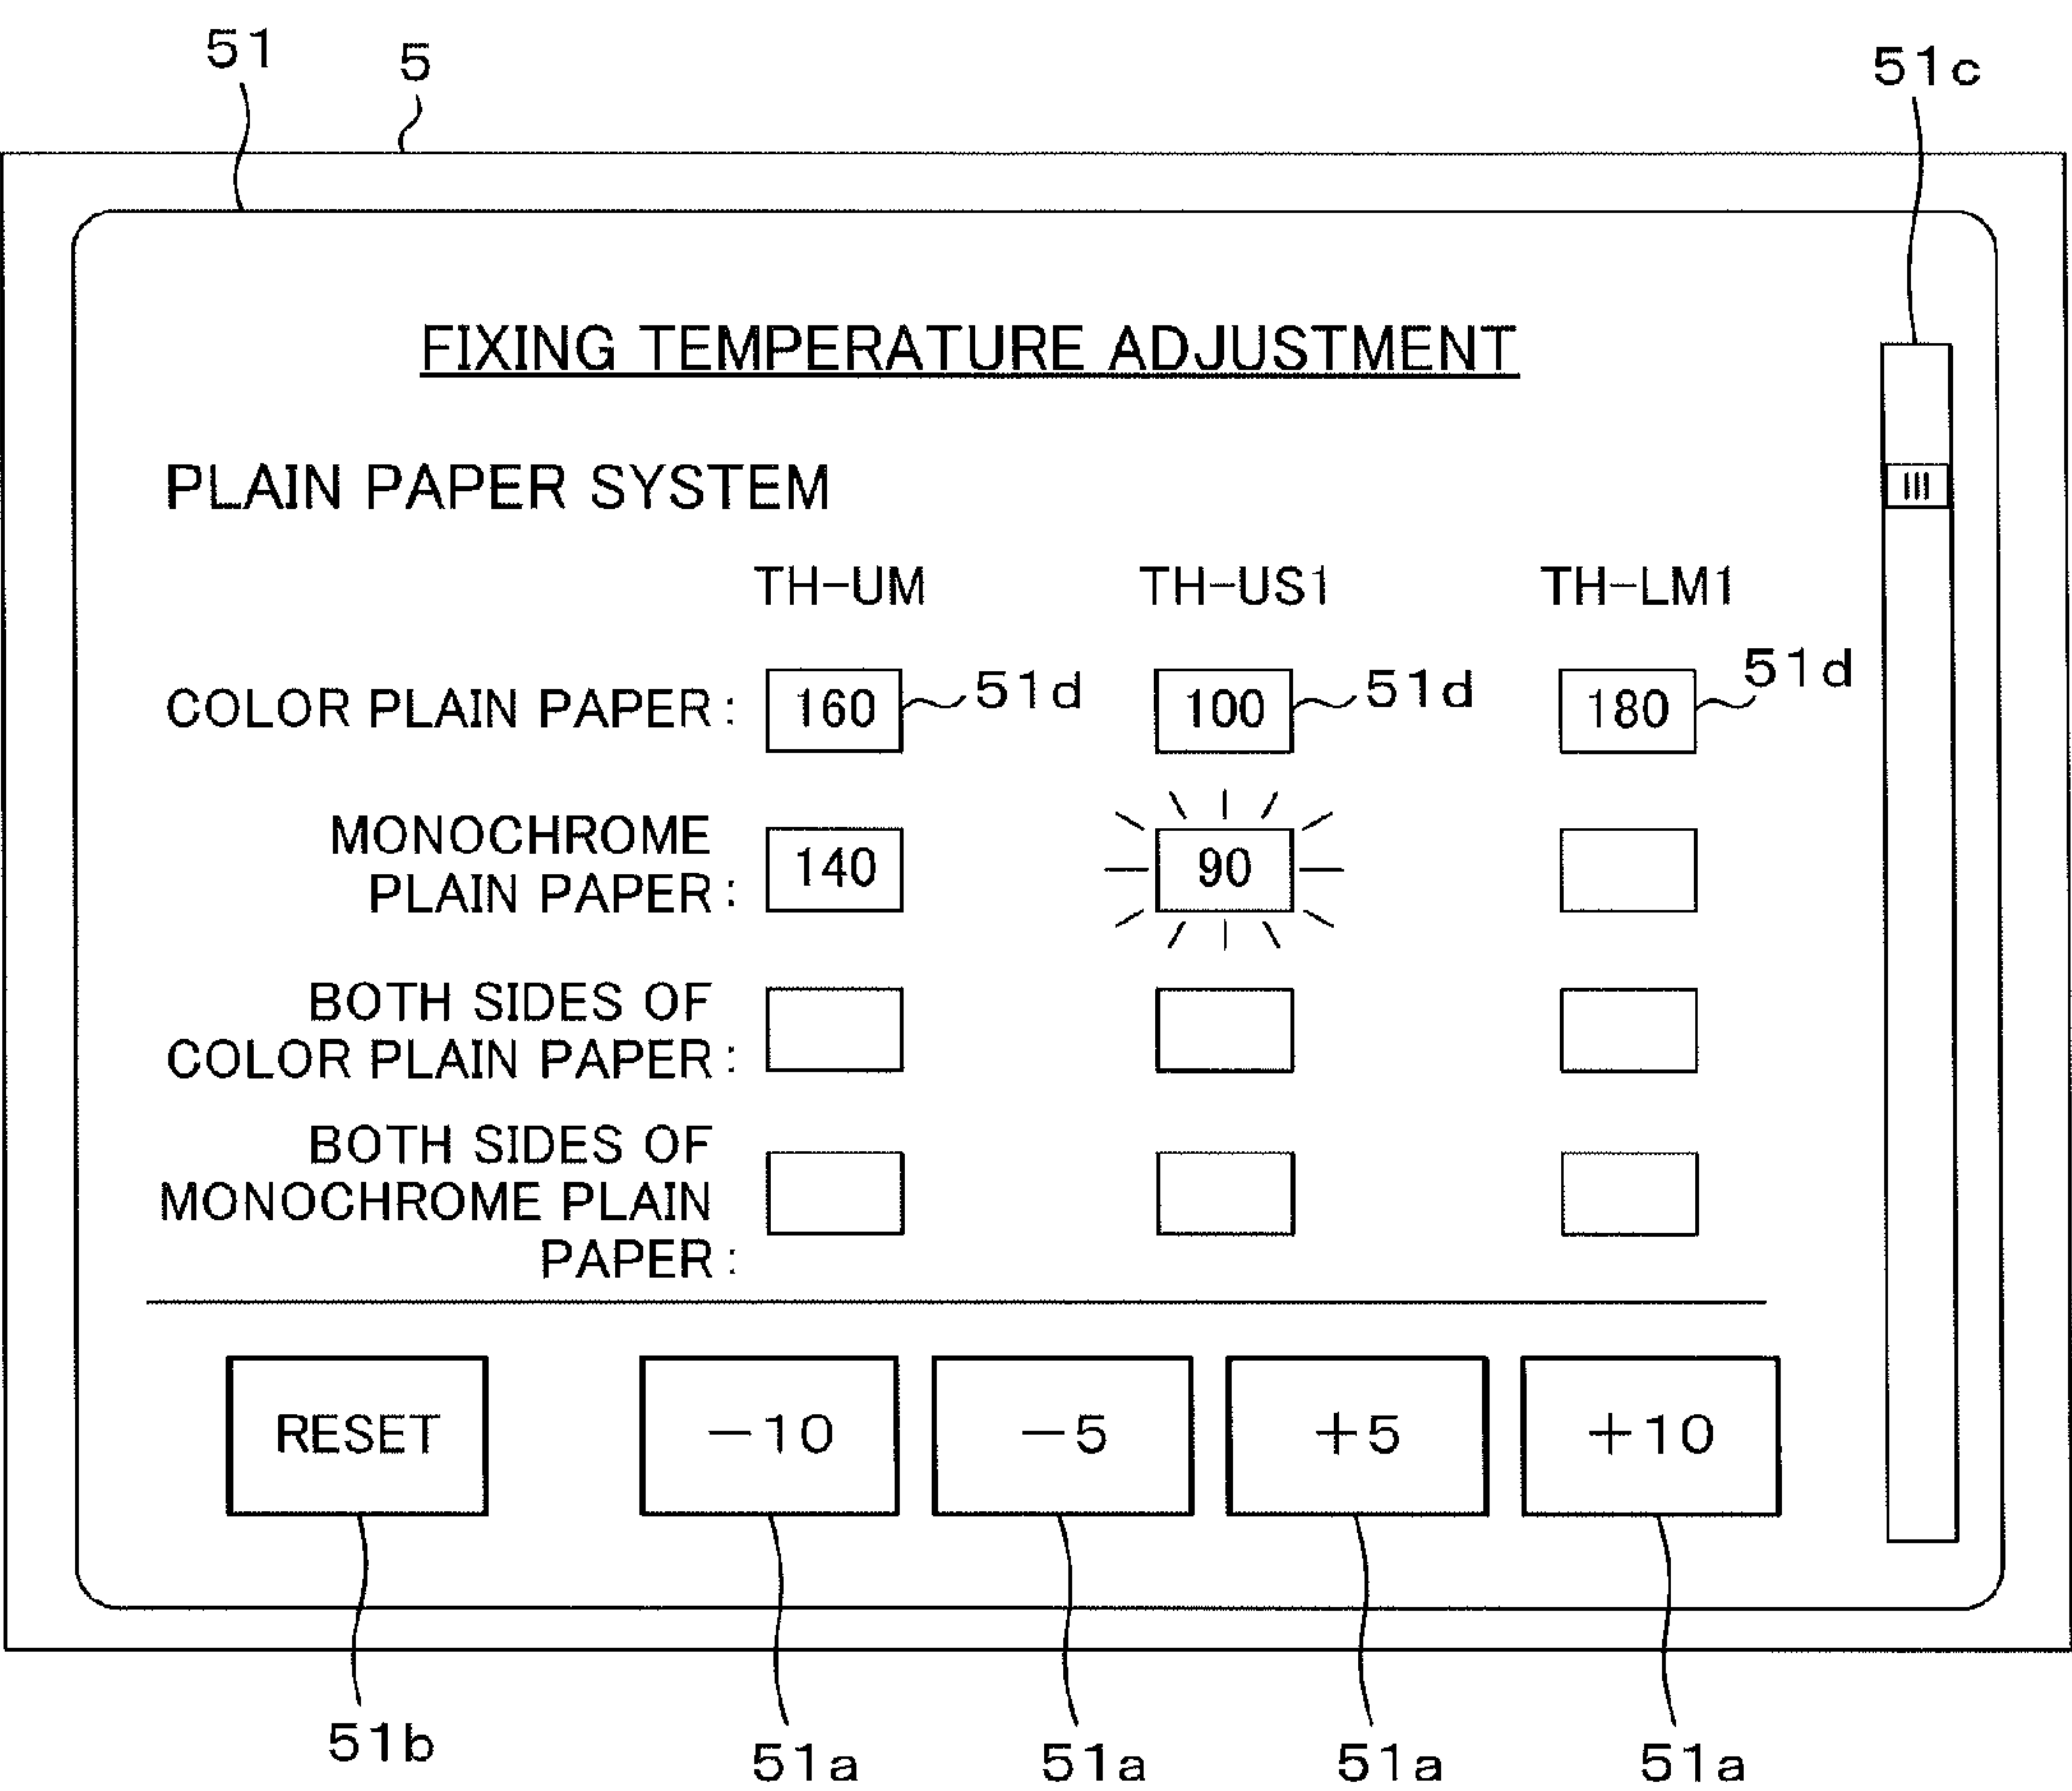 51
5
51c
FIXING TEMPERATURE ADJUSTMENT
PLAIN PAPER SYSTEM
TH-UM TH-US1 TH-LM1
COLOR PLAIN PAPER: 160 51d 100 51d 180 51d
MONOCHROME
PLAIN PAPER: 140 90
BOTH SIDES OF
COLOR PLAIN PAPER:
BOTH SIDES OF
MONOCHROME PLAIN
PAPER:
RESET -10 -5 +5 +10
51b 51a 51a 51a 51a